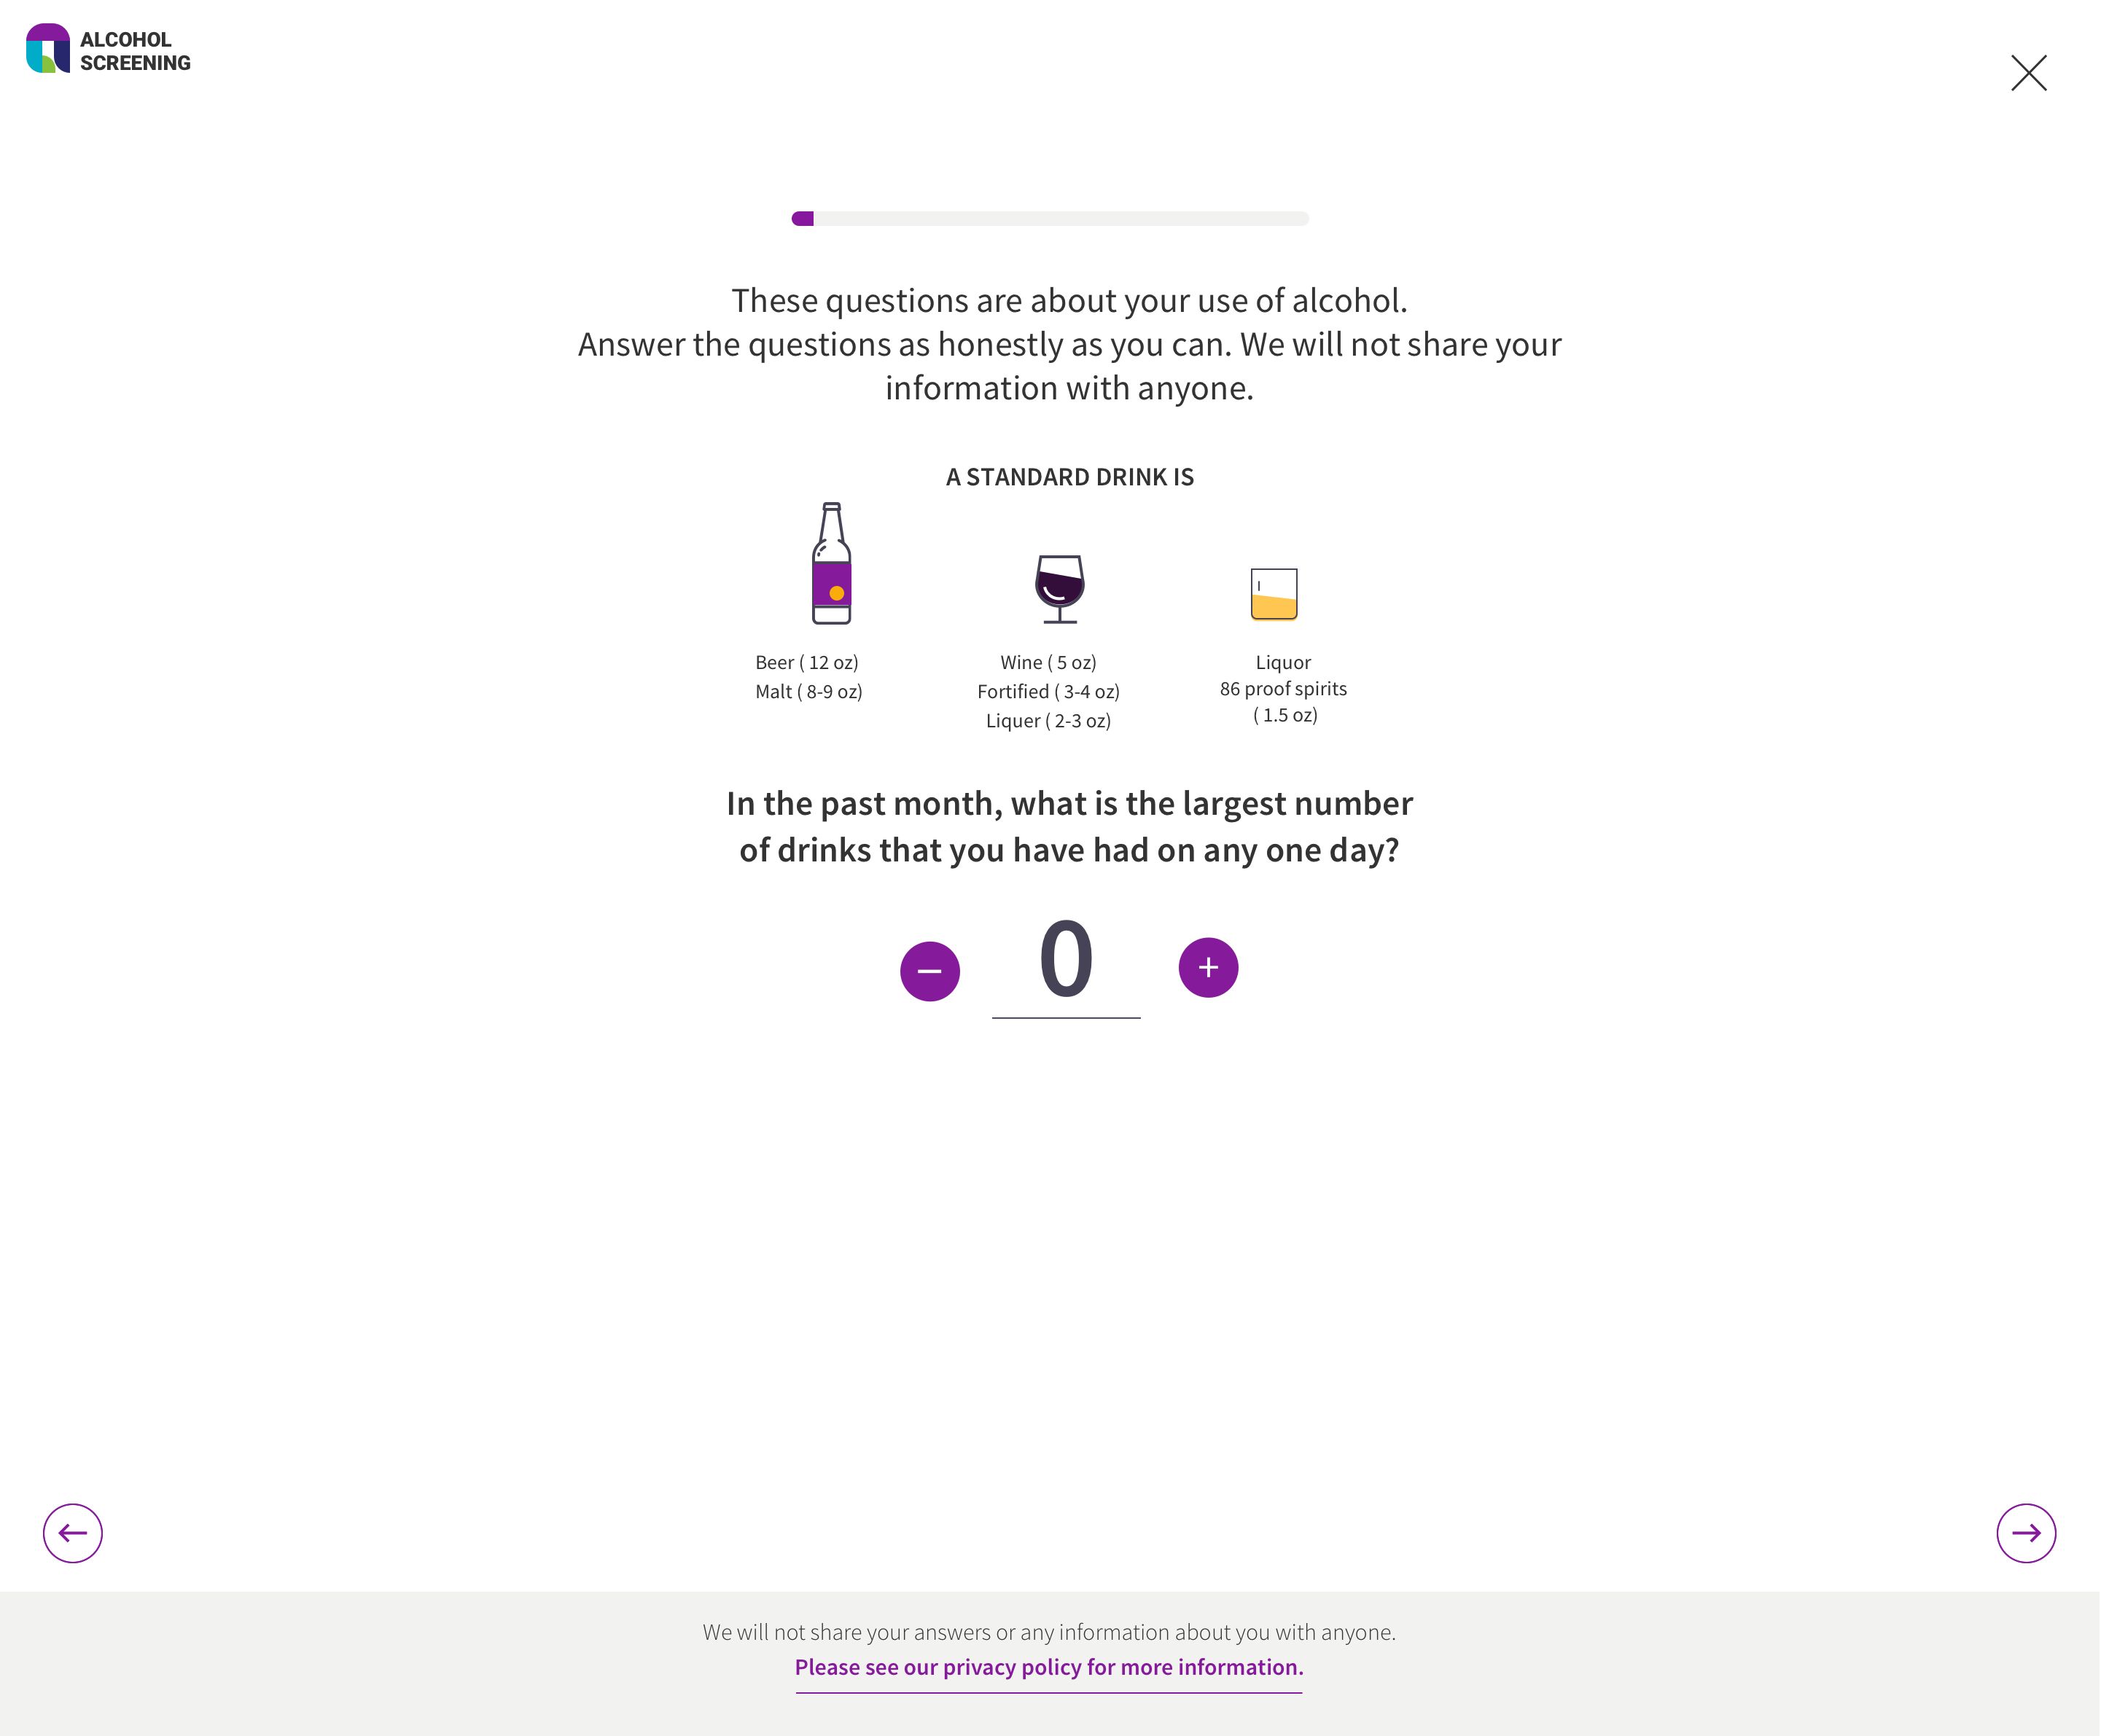 ALCOHOL
SCREENING
These questions are about your use of alcohol.
Answer the questions as honestly as you can. We will not share your
information with anyone.
A STANDARD DRINK IS
Beer ( 12 oz)
Malt ( 8-9 oz)
Wine ( 5 oz)
Fortified ( 3-4 oz)
Liquer ( 2-3 oz)
Liquor
86 proof spirits
( 1.5 oz)
In the past month, what is the largest number
of drinks that you have had on any one day?
0
We will not share your answers or any information about you with anyone.
Please see our privacy policy for more information.